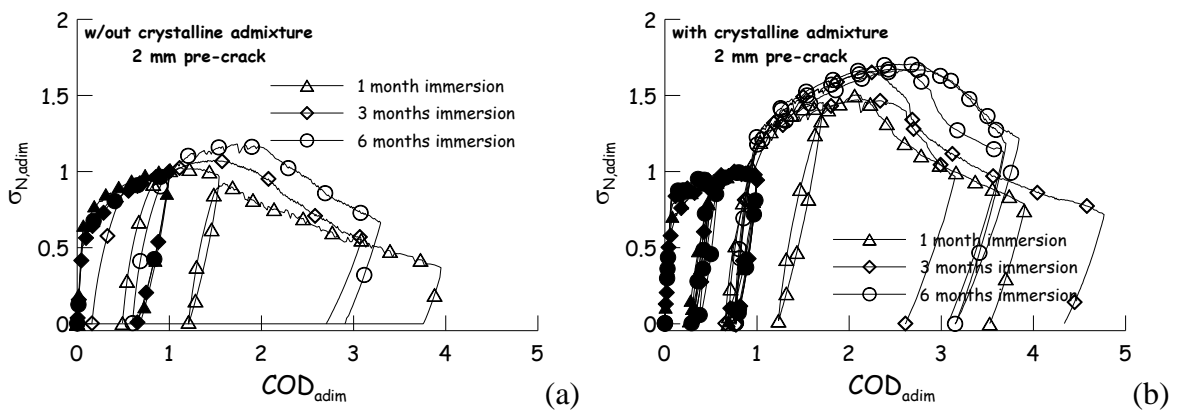 2
1.5
1
0.5
0
σN,adim
w/out crystalline admixture
2 mm pre-crack
1 month immersion
3 months immersion
6 months immersion
0 1 2 3 4 5
CODadim
(a)
2
1.5
1
0.5
0
σN,adim
with crystalline admixture
2 mm pre-crack
1 month immersion
3 months immersion
6 months immersion
0 1 2 3 4 5
CODadim
(b)